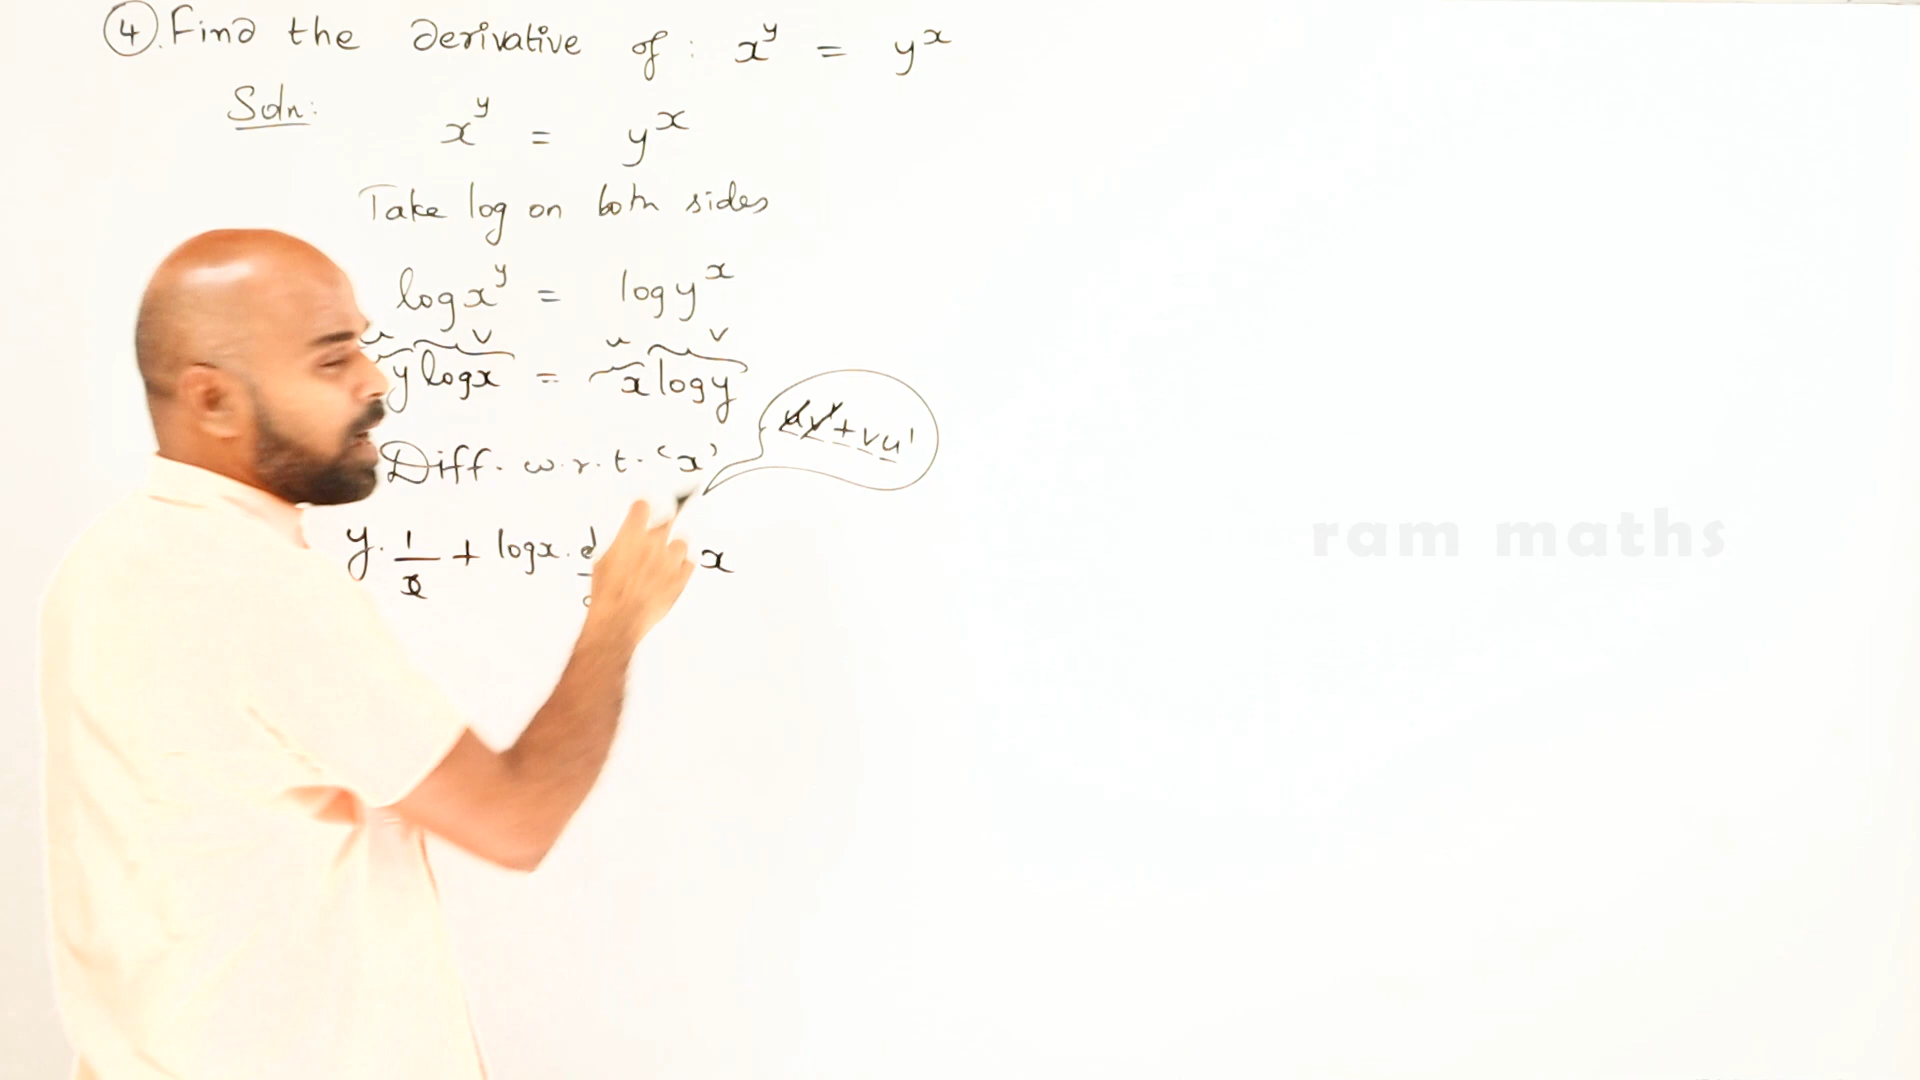 ④. Find the derivative of : x^y = y^x
Soln:
x^y = y^x
Take log on both sides
log x^y = log y^x
u v u v
y log x = x log y
uv' + vu'
Diff. w.r.t. 'x'
y. 1/x + log x. d x
ram maths